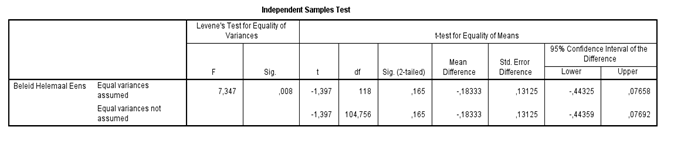 Independent Samples Test
Levene's Test for Equality of Variances
t-test for Equality of Means
F
Sig.
t
df
Sig. (2-tailed)
Mean Difference
Std. Error Difference
95% Confidence Interval of the Difference
Lower
Upper
Beleid Helemaal Eens Equal variances assumed 7,347 ,008 -1,397 118 ,165 -,18333 ,13125 -,44325 ,07658
Equal variances not assumed -1,397 104,756 ,165 -,18333 ,13125 -,44359 ,07692